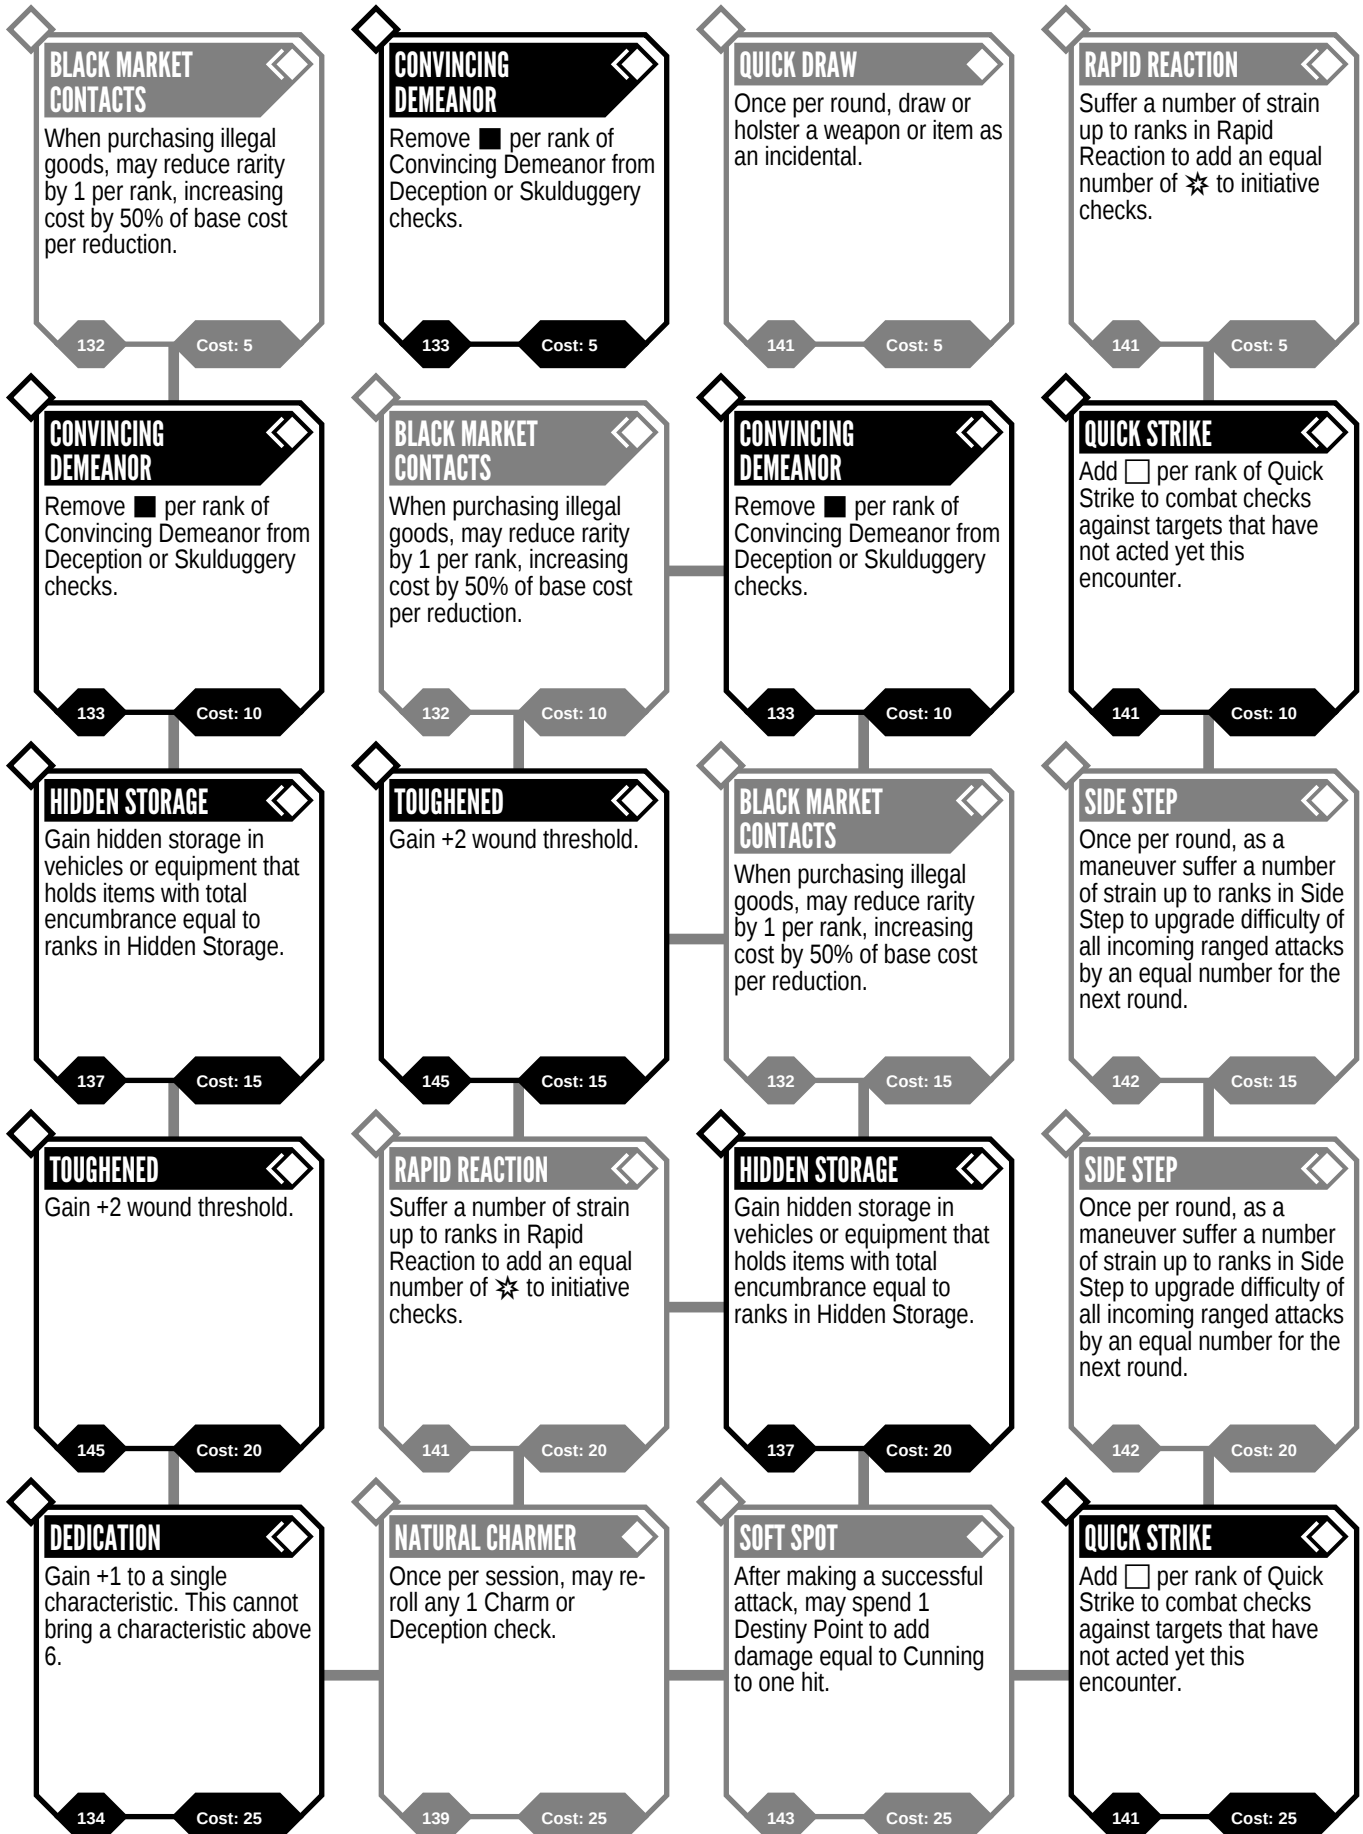 BLACK MARKET
CONTACTS
When purchasing illegal
goods, may reduce rarity
by 1 per rank, increasing
cost by 50% of base cost
per reduction.
132
Cost: 5
CONVINCING
DEMEANOR
Remove ■ per rank of
Convincing Demeanor from
Deception or Skulduggery
checks.
133
Cost: 5
QUICK DRAW
Once per round, draw or
holster a weapon or item as
an incidental.
141
Cost: 5
RAPID REACTION
Suffer a number of strain
up to ranks in Rapid
Reaction to add an equal
number of to initiative
checks.
141
Cost: 5
CONVINCING
DEMEANOR
Remove ■ per rank of
Convincing Demeanor from
Deception or Skulduggery
checks.
133
Cost: 10
BLACK MARKET
CONTACTS
When purchasing illegal
goods, may reduce rarity
by 1 per rank, increasing
cost by 50% of base cost
per reduction.
132
Cost: 10
CONVINCING
DEMEANOR
Remove ■ per rank of
Convincing Demeanor from
Deception or Skulduggery
checks.
133
Cost: 10
QUICK STRIKE
Add □ per rank of Quick
Strike to combat checks
against targets that have
not acted yet this
encounter.
141
Cost: 10
HIDDEN STORAGE
Gain hidden storage in
vehicles or equipment that
holds items with total
encumbrance equal to
ranks in Hidden Storage.
137
Cost: 15
TOUGHENED
Gain +2 wound threshold.
145
Cost: 15
BLACK MARKET
CONTACTS
When purchasing illegal
goods, may reduce rarity
by 1 per rank, increasing
cost by 50% of base cost
per reduction.
132
Cost: 15
SIDE STEP
Once per round, as a
maneuver suffer a number
of strain up to ranks in Side
Step to upgrade difficulty of
all incoming ranged attacks
by an equal number for the
next round.
142
Cost: 15
TOUGHENED
Gain +2 wound threshold.
145
Cost: 20
RAPID REACTION
Suffer a number of strain
up to ranks in Rapid
Reaction to add an equal
number of to initiative
checks.
141
Cost: 20
HIDDEN STORAGE
Gain hidden storage in
vehicles or equipment that
holds items with total
encumbrance equal to
ranks in Hidden Storage.
137
Cost: 20
SIDE STEP
Once per round, as a
maneuver suffer a number
of strain up to ranks in Side
Step to upgrade difficulty of
all incoming ranged attacks
by an equal number for the
next round.
142
Cost: 20
DEDICATION
Gain +1 to a single
characteristic. This cannot
bring a characteristic above
6.
134
Cost: 25
NATURAL CHARMER
Once per session, may re-
roll any 1 Charm or
Deception check.
139
Cost: 25
SOFT SPOT
After making a successful
attack, may spend 1
Destiny Point to add
damage equal to Cunning
to one hit.
143
Cost: 25
QUICK STRIKE
Add □ per rank of Quick
Strike to combat checks
against targets that have
not acted yet this
encounter.
141
Cost: 25